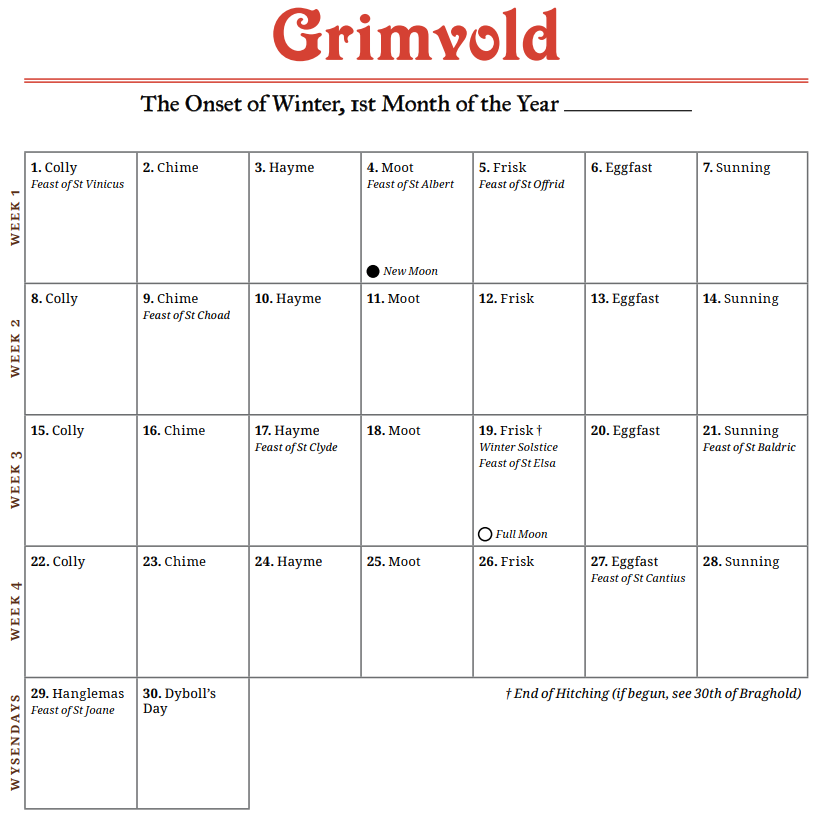 Grimvold
The Onset of Winter, 1st Month of the Year ____________
WEEK 1
1. Colly
Feast of St Vinicus
2. Chime
3. Hayme
4. Moot
Feast of St Albert
New Moon
5. Frisk
Feast of St Offrid
6. Eggfast
7. Sunning
WEEK 2
8. Colly
9. Chime
Feast of St Choad
10. Hayme
11. Moot
12. Frisk
13. Eggfast
14. Sunning
WEEK 3
15. Colly
16. Chime
17. Hayme
Feast of St Clyde
18. Moot
19. Frisk †
Winter Solstice
Feast of St Elsa
Full Moon
20. Eggfast
21. Sunning
Feast of St Baldric
WEEK 4
22. Colly
23. Chime
24. Hayme
25. Moot
26. Frisk
27. Eggfast
Feast of St Cantius
28. Sunning
WYSENDAYS
29. Hanglemas
Feast of St Joane
30. Dyboll’s
Day
† End of Hitching (if begun, see 30th of Braghold)